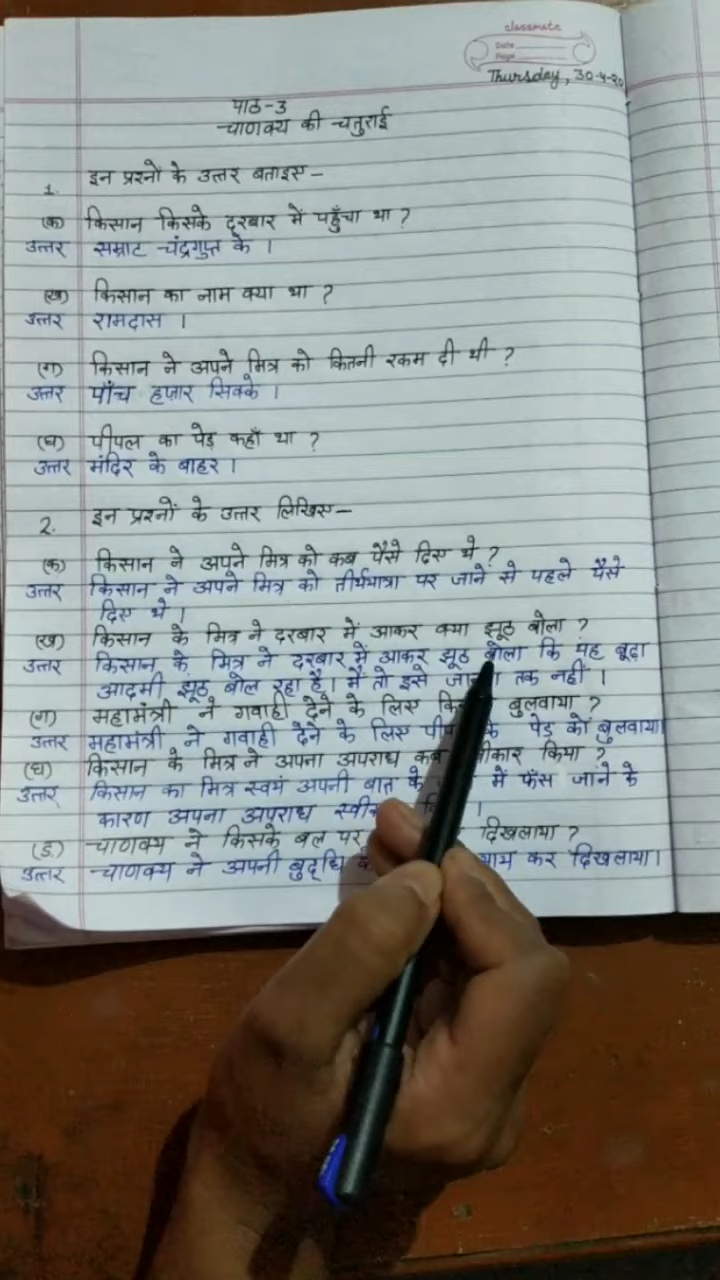 classmate
Date
Page
Thursday, 30-4-20
पाठ-3
चाणक्य की चतुराई
1. इन प्रश्नों के उत्तर बताइए-
(क) किसान किसके दरबार में पहुँचा था ?
उत्तर सम्राट चंद्रगुप्त के ।
(ख) किसान का नाम क्या था ?
उत्तर रामदास ।
(ग) किसान ने अपने मित्र को कितनी रकम दी थी ?
उत्तर पाँच हज़ार सिक्के ।
(घ) पीपल का पेड़ कहाँ था ?
उत्तर मंदिर के बाहर ।
2. इन प्रश्नों के उत्तर लिखिए-
(क) किसान ने अपने मित्र को कब पैसे दिए थे ?
उत्तर किसान ने अपने मित्र को तीर्थयात्रा पर जाने से पहले पैसे
दिए थे ।
(ख) किसान के मित्र ने दरबार में आकर क्या झूठ बोला ?
उत्तर किसान के मित्र ने दरबार में आकर झूठ बोला कि यह बूढ़ा
आदमी झूठ बोल रहा है। मैं तो इसे तक नहीं ।
(ग) महामंत्री ने गवाही देने के लिए बुलवाया ?
उत्तर महामंत्री ने गवाही देने के लिए पेड़ को बुलवाया।
(घ) किसान के मित्र ने अपना अपराध कब किया ?
उत्तर किसान का मित्र स्वयं अपनी बात में फँस जाने के
कारण अपना अपराध ।
(ङ) चाणक्य ने किसके बल पर दिखलाया ?
उत्तर चाणक्य ने अपनी बुद्धि कर दिखलाया।